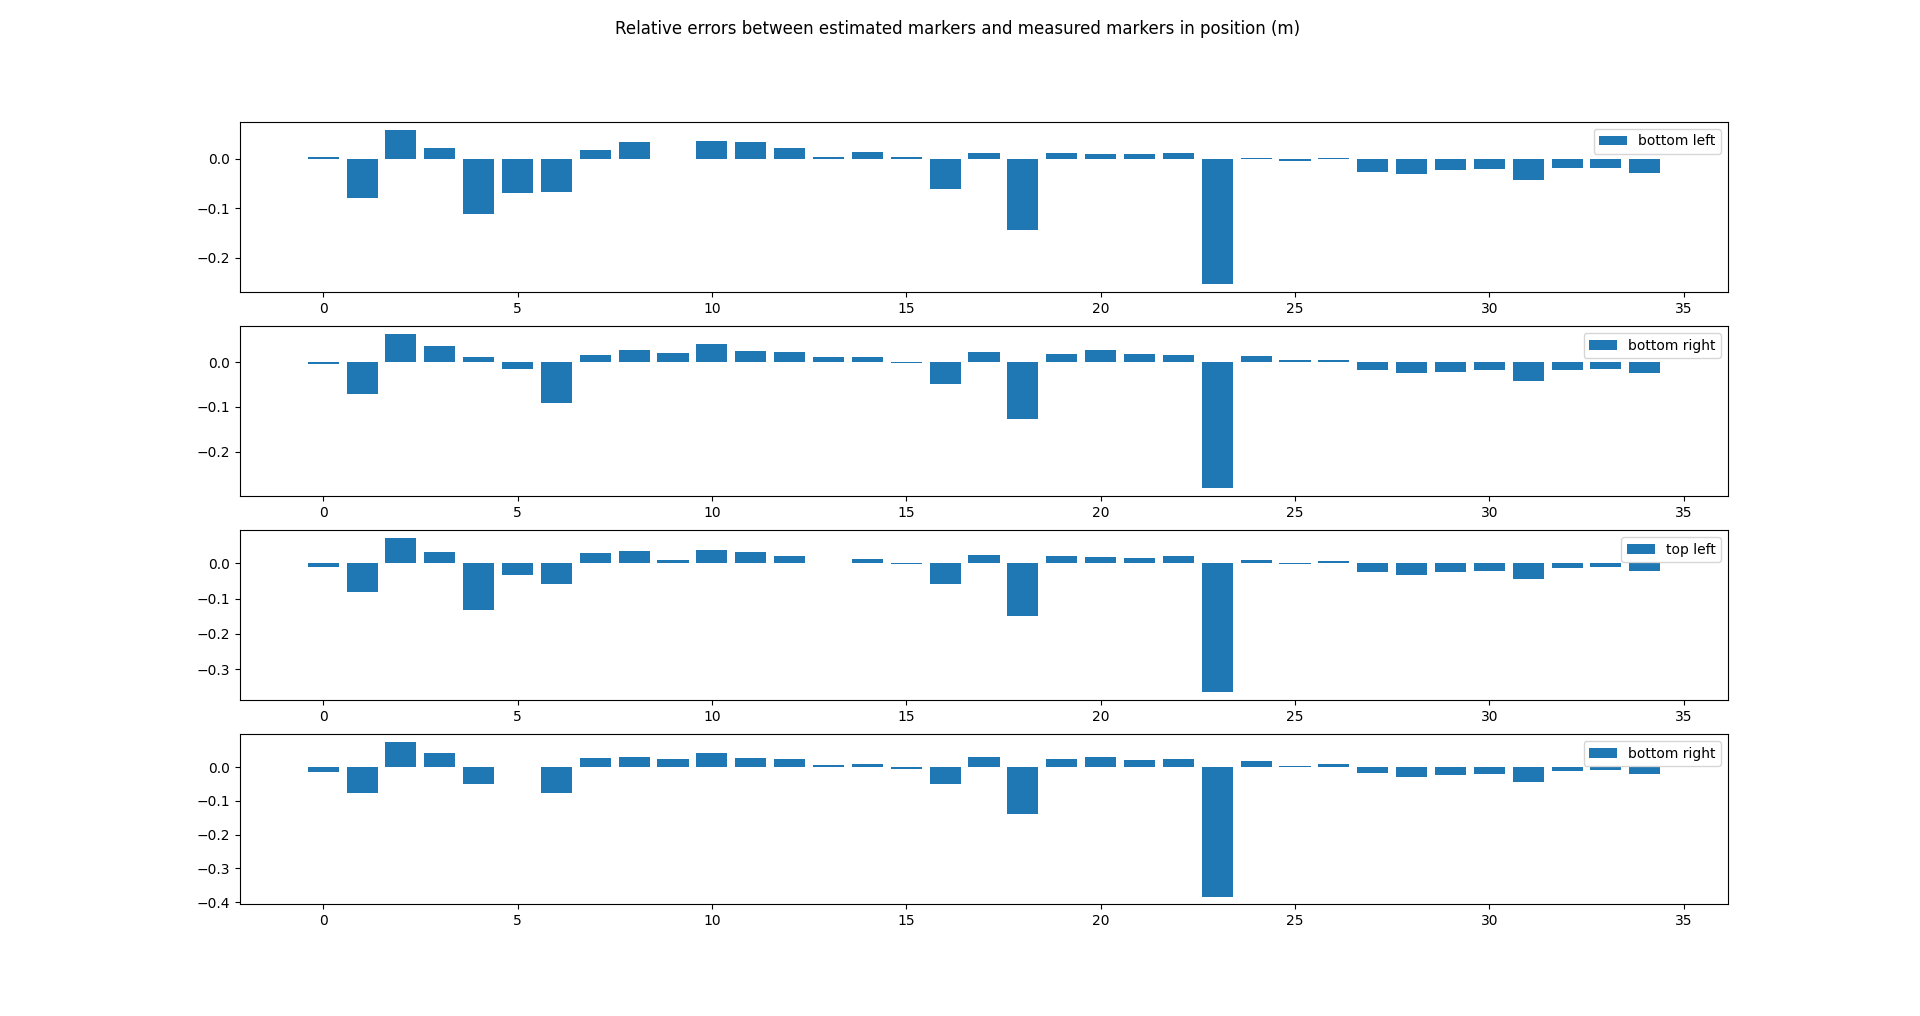 Relative errors between estimated markers and measured markers in position (m)
bottom left
0.0
−0.1
−0.2
0 5 10 15 20 25 30 35
bottom right
0.0
−0.1
−0.2
0 5 10 15 20 25 30 35
top left
0.0
−0.1
−0.2
−0.3
0 5 10 15 20 25 30 35
bottom right
0.0
−0.1
−0.2
−0.3
−0.4
0 5 10 15 20 25 30 35